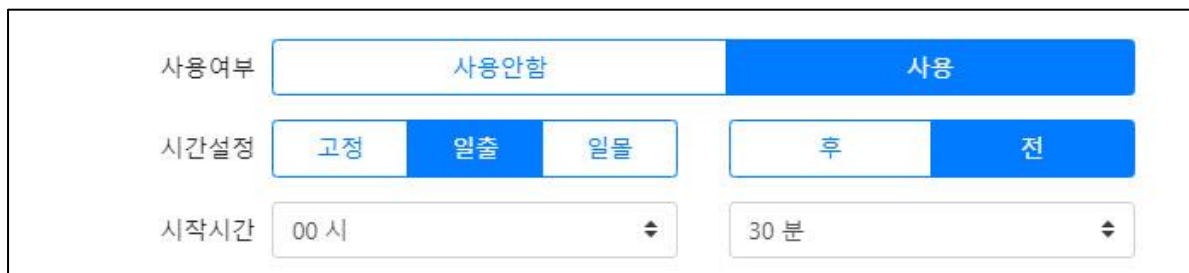 사용여부 사용안함 사용
시간설정 고정 일출 일몰 후 전
시작시간 00 시 30 분